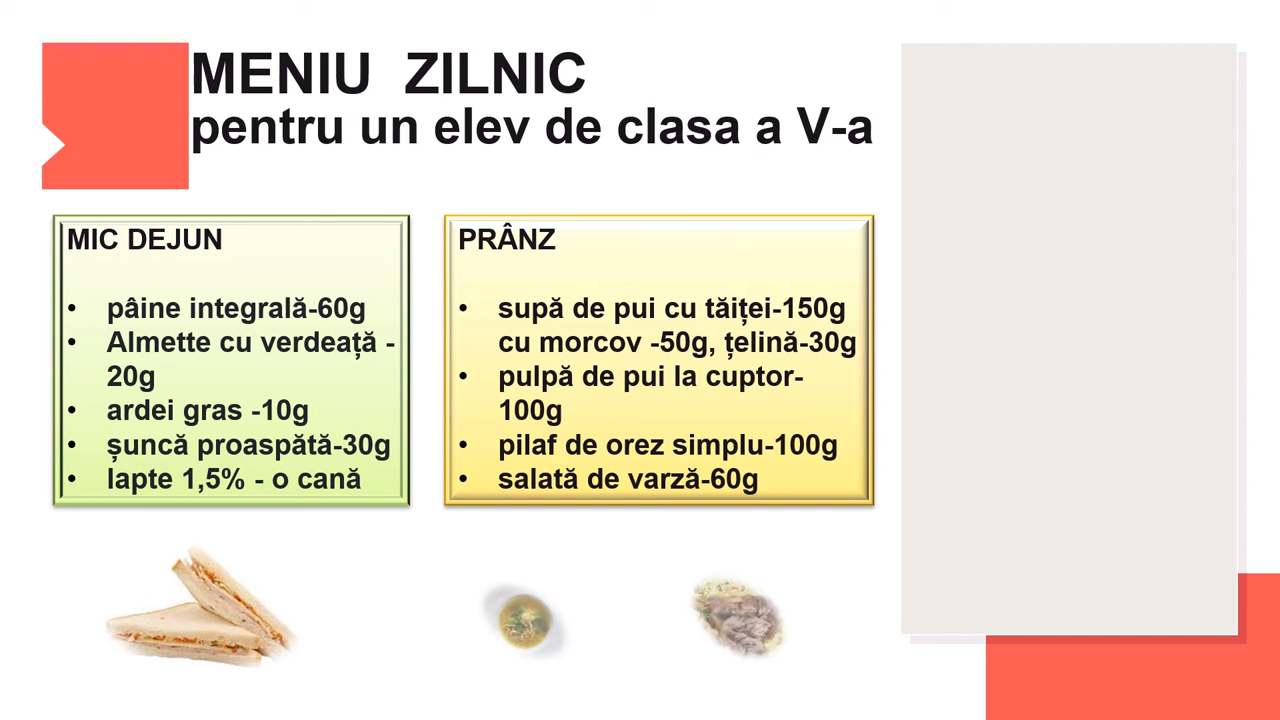 MENIU ZILNIC
pentru un elev de clasa a V-a
MIC DEJUN
• pâine integrală-60g
• Almette cu verdeață -
20g
• ardei gras -10g
• șuncă proaspătă-30g
• lapte 1,5% - o cană
PRÂNZ
• supă de pui cu tăiței-150g
cu morcov -50g, țelină-30g
• pulpă de pui la cuptor-
100g
• pilaf de orez simplu-100g
• salată de varză-60g